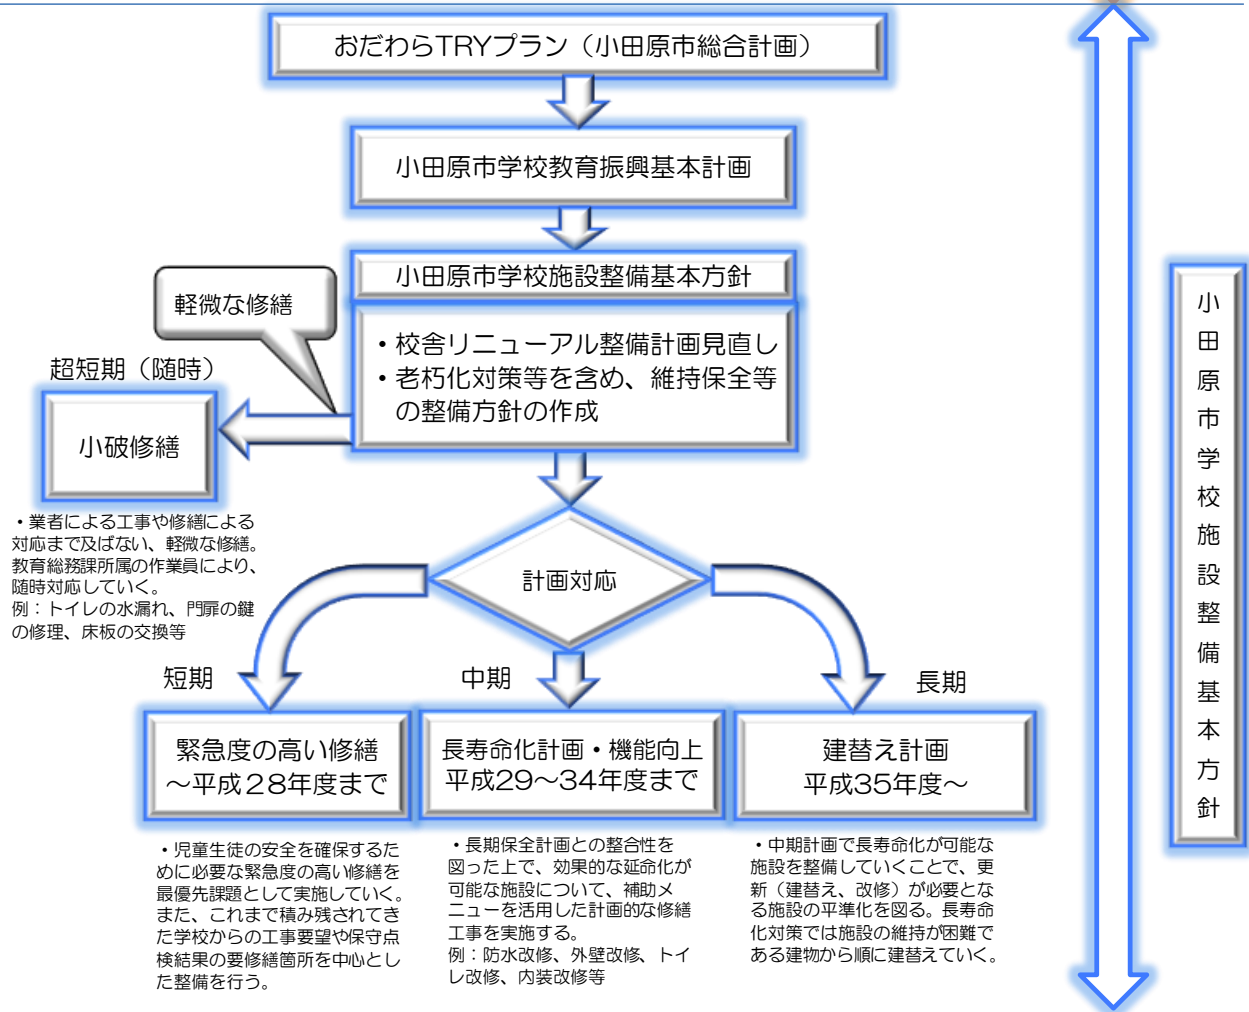 おだわらTRYプラン（小田原市総合計画）
小田原市学校教育振興基本計画
小田原市学校施設整備基本方針
・校舎リニューアル整備計画見直し
・老朽化対策等を含め、維持保全等
の整備方針の作成
軽微な修繕
超短期（随時）
小破修繕
・業者による工事や修繕による
対応まで及ばない、軽微な修繕。
教育総務課所属の作業員により、
随時対応していく。
例：トイレの水漏れ、門扉の鍵
の修理、床板の交換等
計画対応
短期
緊急度の高い修繕
～平成２８年度まで
・児童生徒の安全を確保するた
めに必要な緊急度の高い修繕を
最優先課題として実施していく。
また、これまで積み残されてき
た学校からの工事要望や保守点
検結果の要修繕箇所を中心とし
た整備を行う。
中期
長寿命化計画・機能向上
平成29～34年度まで
・長期保全計画との整合性を
図った上で、効果的な延命化が
可能な施設について、補助メ
ニューを活用した計画的な修繕
工事を実施する。
例：防水改修、外壁改修、トイ
レ改修、内装改修等
長期
建替え計画
平成35年度～
・中期計画で長寿命化が可能な
施設を整備していくことで、更
新（建替え、改修）が必要とな
る施設の平準化を図る。長寿命
化対策では施設の維持が困難で
ある建物から順に建替えていく。
小田原市学校施設整備基本方針